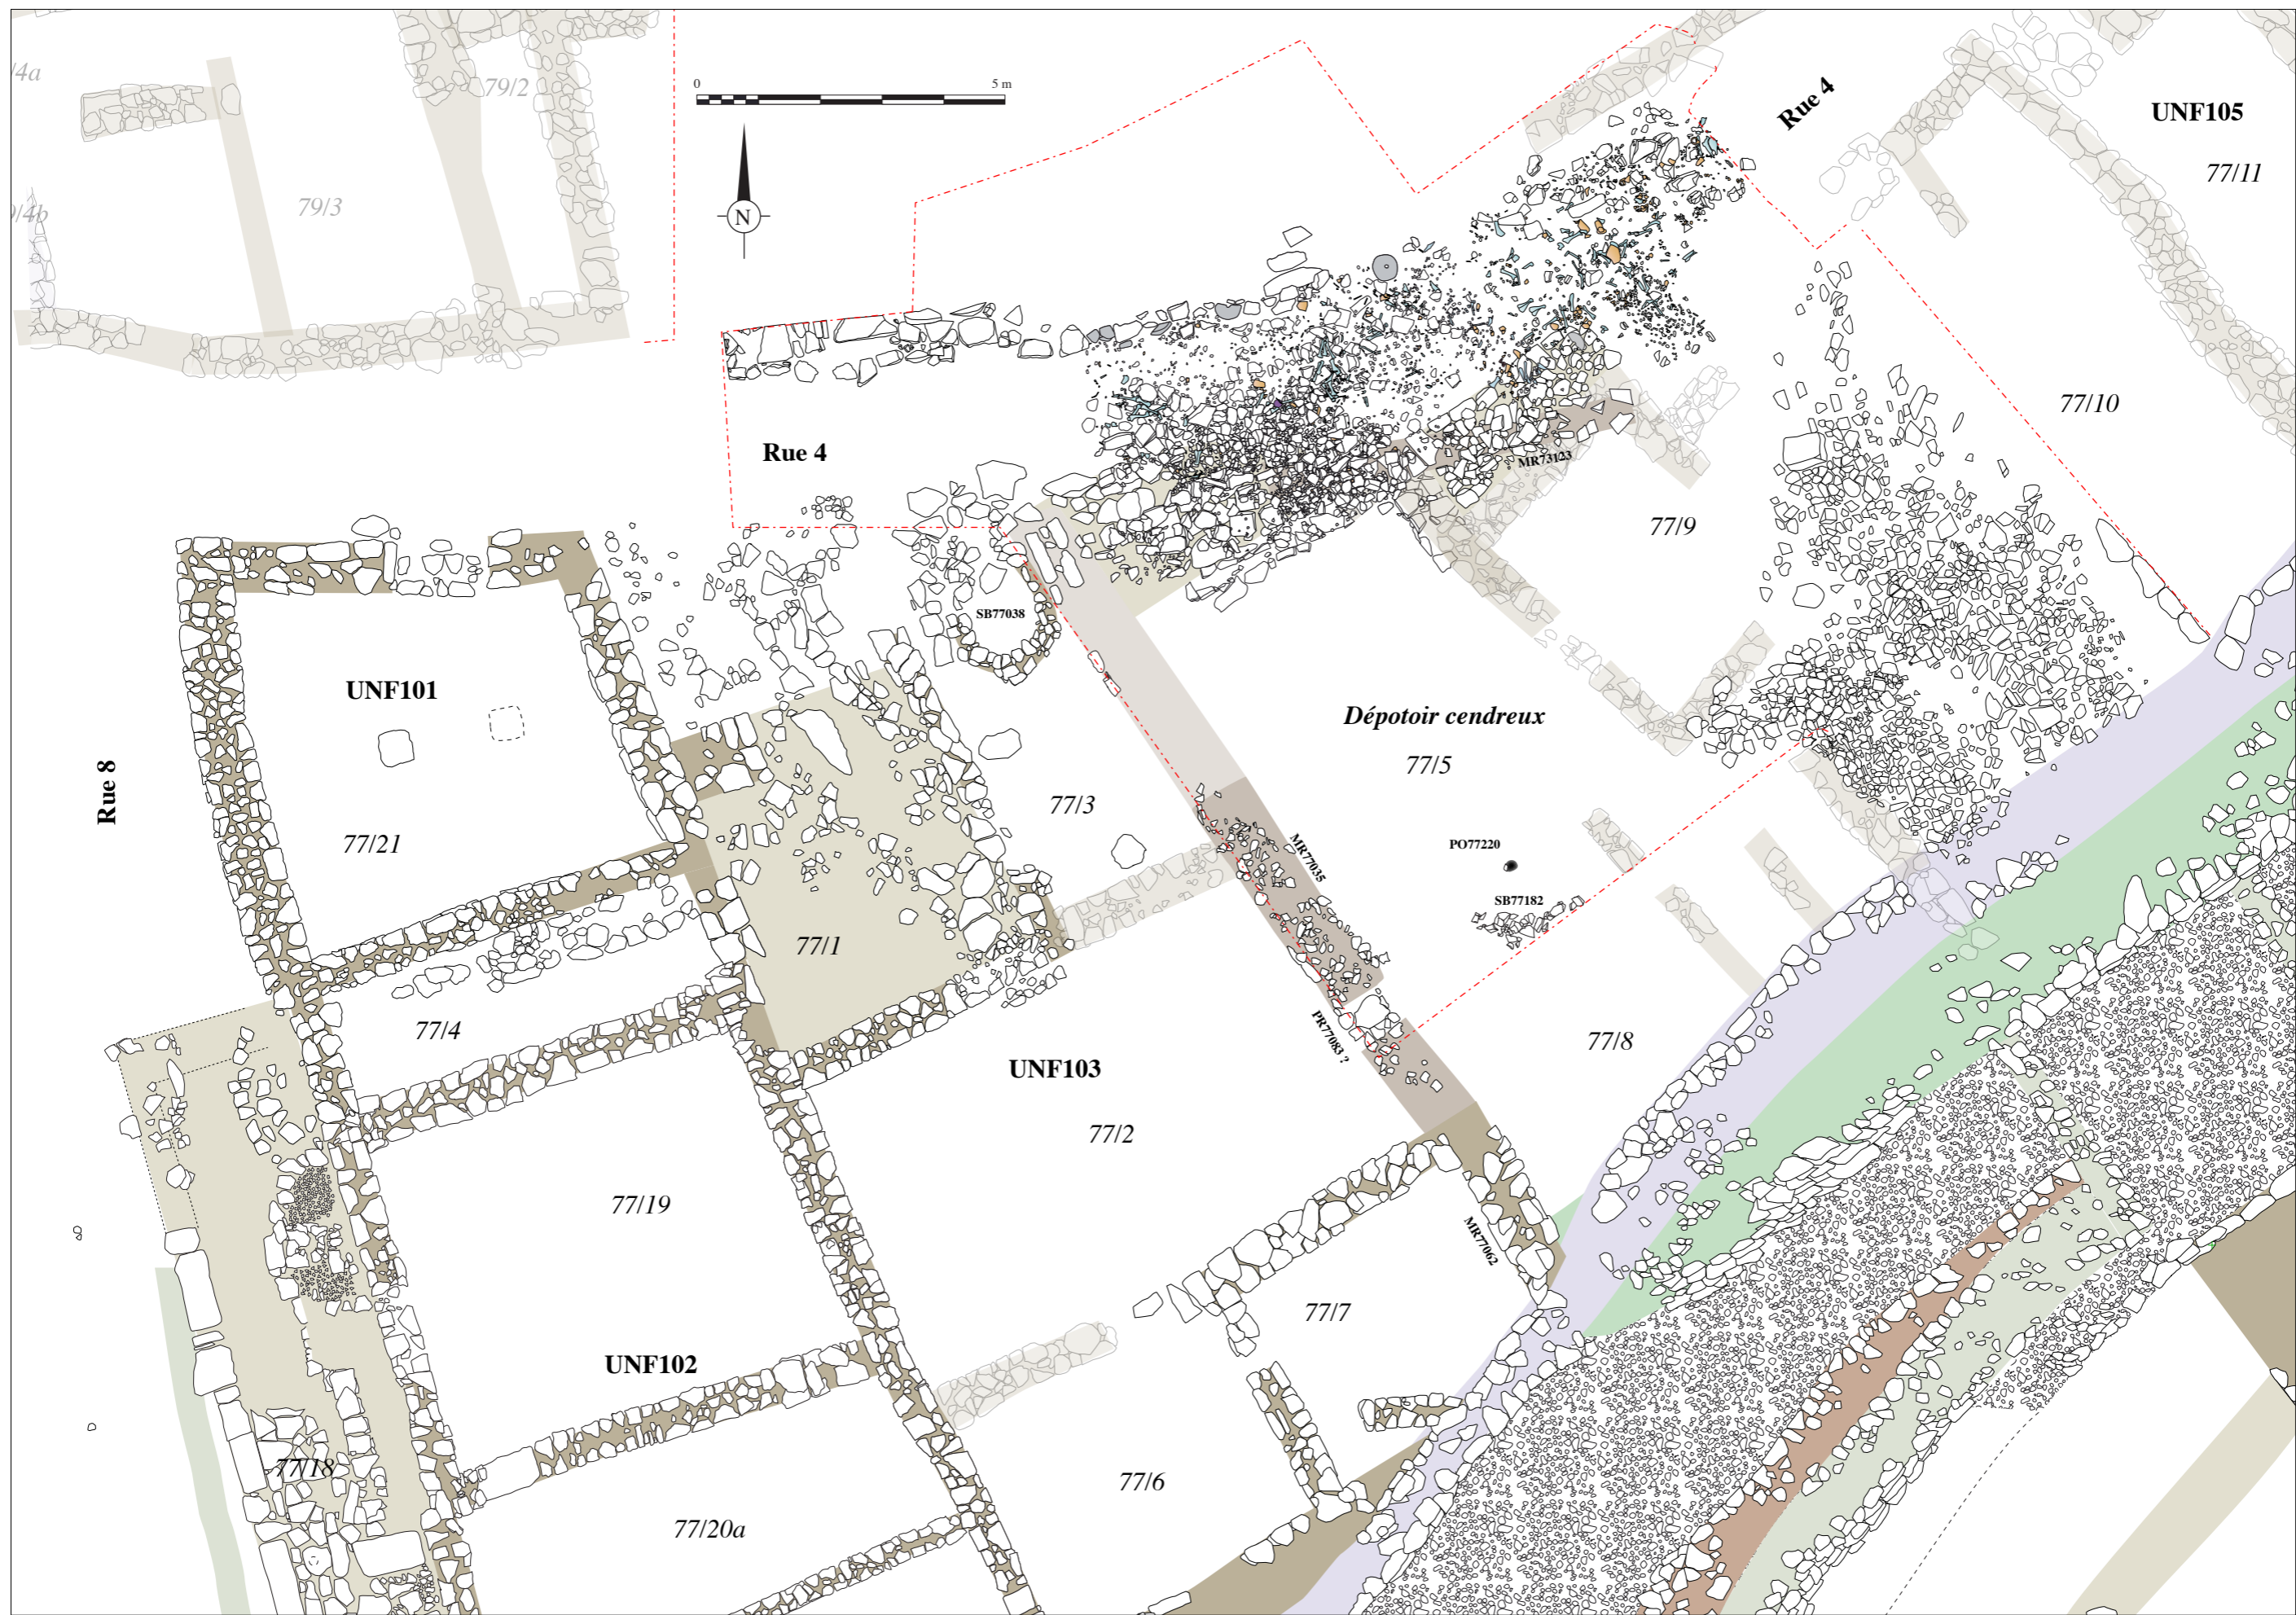 /4a
79/2
0
5 m
UNF105
Rue 4
77/11
79/3
/4b
N
77/10
Rue 4
MR73123
77/9
SB77038
UNF101
Dépotoir cendreux
77/5
Rue 8
77/3
77/21
MR77035
PO77220
SB77182
77/1
77/4
PR77083 ?
77/8
UNF103
77/2
77/19
MR77062
77/7
UNF102
77/18
77/6
77/20a